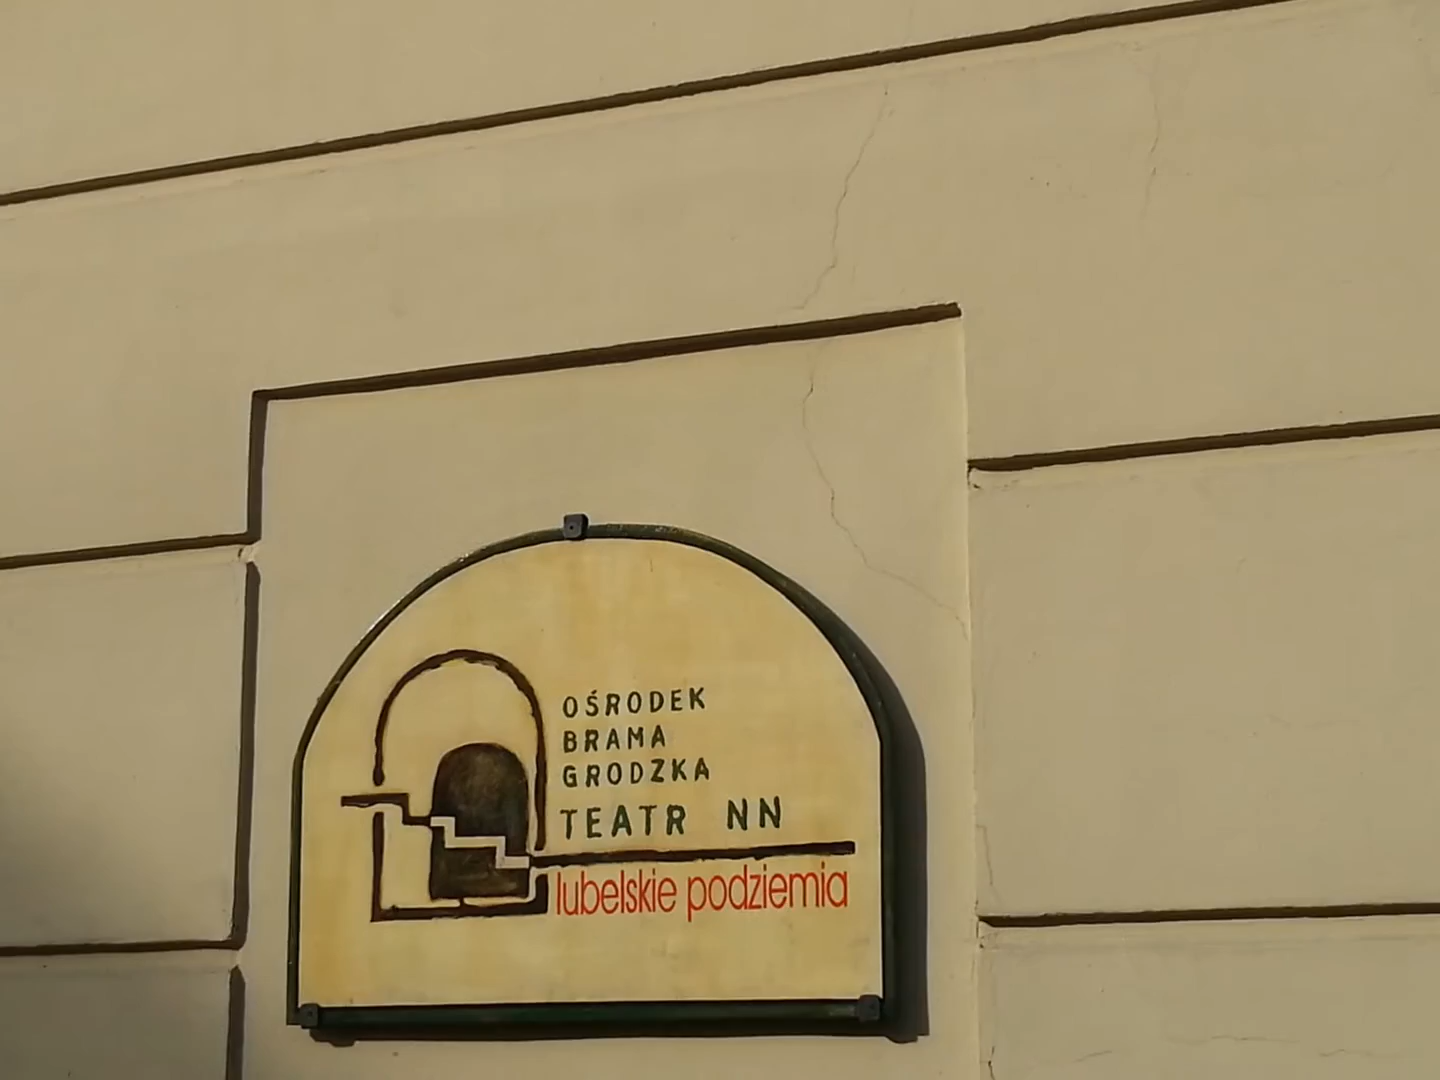 OŚRODEK
BRAMA
GRODZKA
TEATR NN
lubelskie podziemia